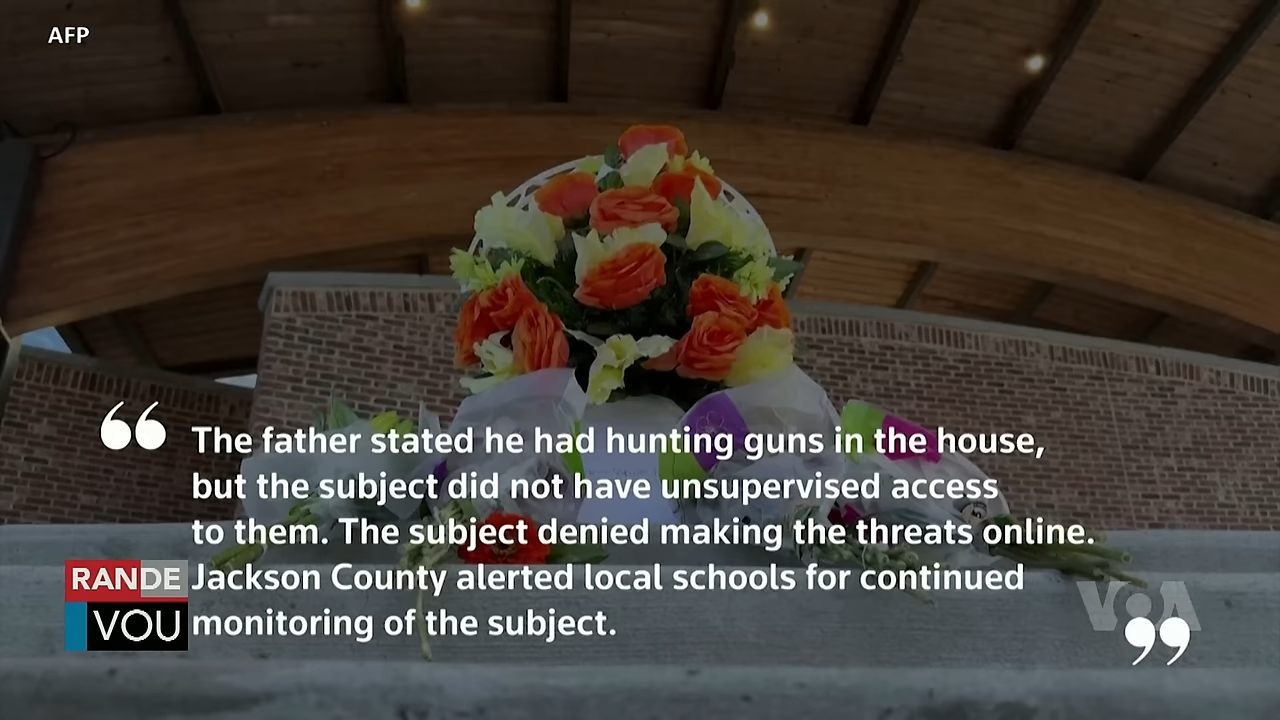 AFP
“
The father stated he had hunting guns in the house,
but the subject did not have unsupervised access
to them. The subject denied making the threats online.
Jackson County alerted local schools for continued
monitoring of the subject.
”
RANDE
VOU
VOA